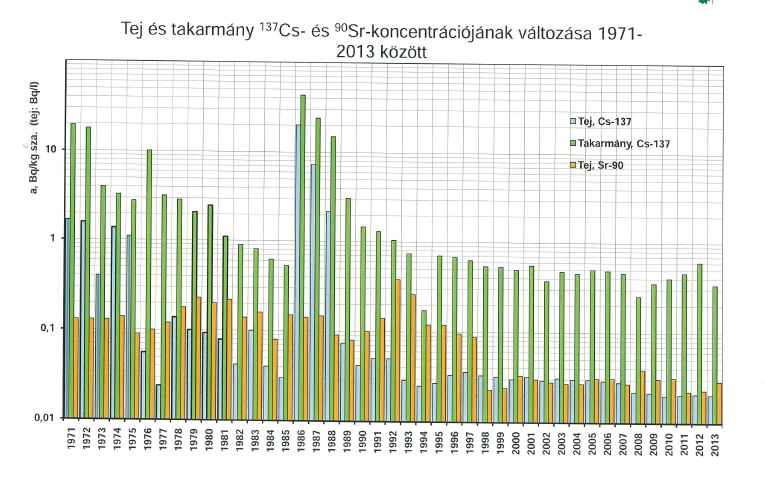 Tej és takarmány ¹³⁷Cs- és ⁹⁰Sr-koncentrációjának változása 1971-
2013 között
a, Bq/kg sza. (tej: Bq/l)
10
1
0,1
0,01
Tej, Cs-137
Takarmány, Cs-137
Tej, Sr-90
1971 1972 1973 1974 1975 1976 1977 1978 1979 1980 1981 1982 1983 1984 1985 1986 1987 1988 1989 1990 1991 1992 1993 1994 1995 1996 1997 1998 1999 2000 2001 2002 2003 2004 2005 2006 2007 2008 2009 2010 2011 2012 2013